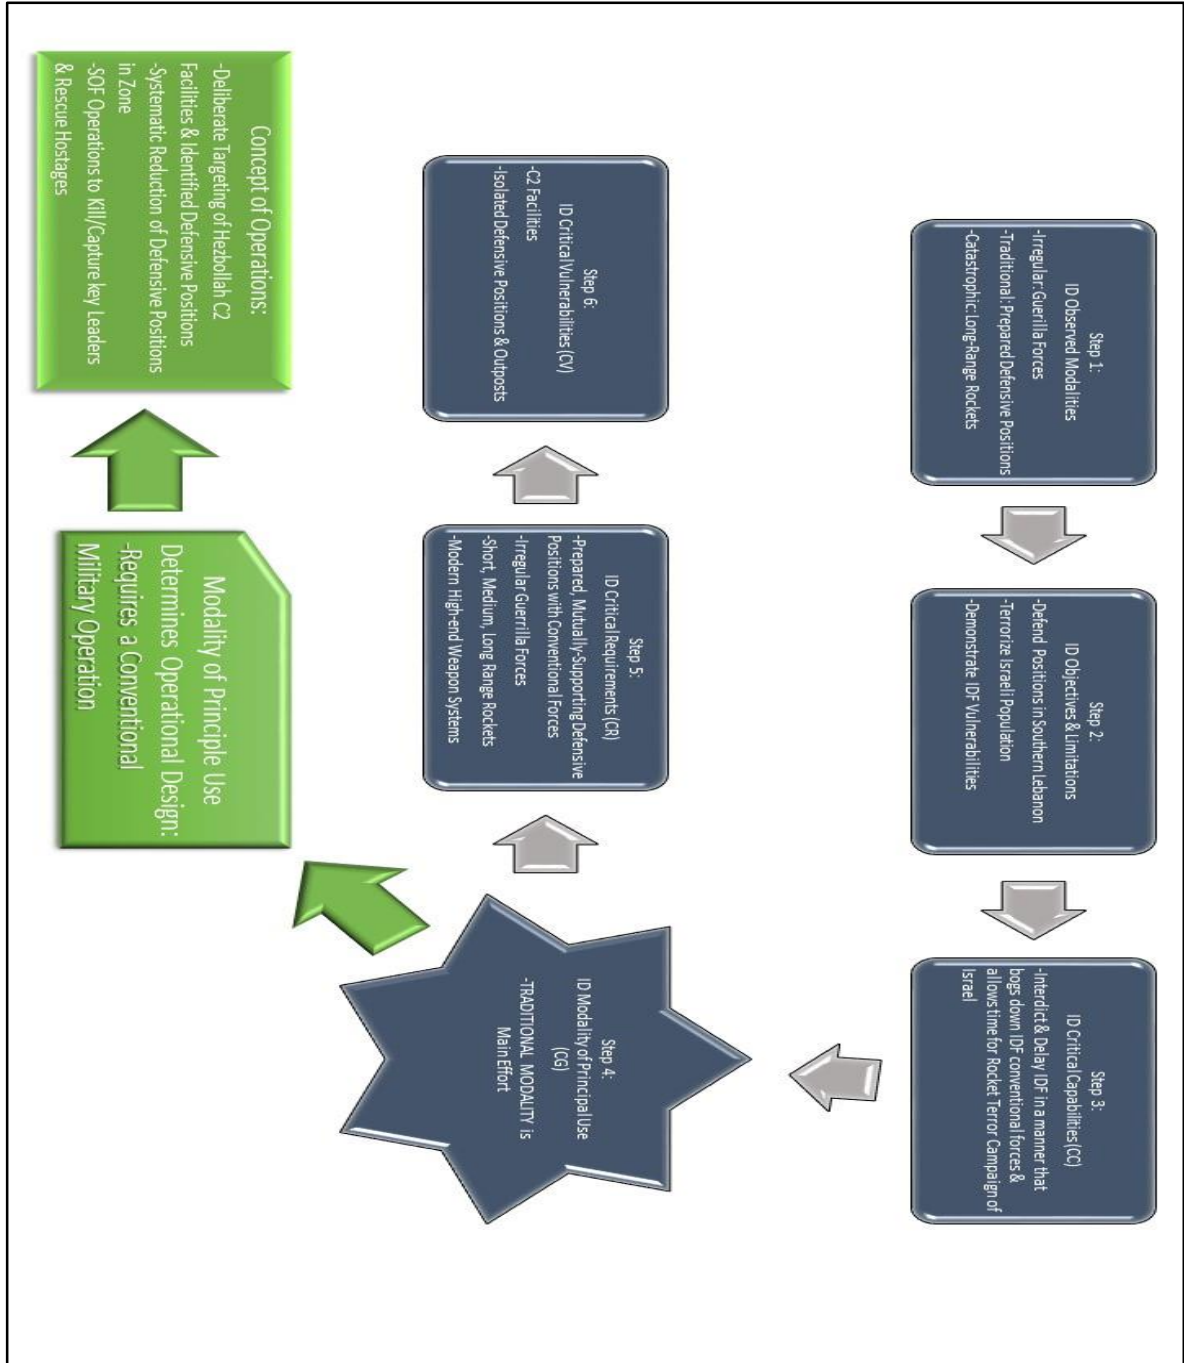 Step 1:
ID Observed Modalities
-Irregular: Guerilla Forces
-Traditional: Prepared Defensive Positions
-Catastrophic: Long-Range Rockets
Step 2:
ID Objectives & Limitations
-Defend Positions in Southern Lebanon
-Terrorize Israeli Population
-Demonstrate IDF Vulnerabilities
Step 3:
ID Critical Capabilities (CC)
-Interdict & Delay IDF in a manner that
bogs down IDF conventional forces &
allows time for Rocket Terror Campaign of
Israel
Step 4:
ID Modality of Principal Use
(CG)
-TRADITIONAL MODALITY is
Main Effort
Step 5:
ID Critical Requirements (CR)
-Prepared, Mutually-Supporting Defensive
Positions with Conventional Forces
-Irregular Guerrilla Forces
-Short, Medium, Long Range Rockets
-Modern High-end Weapon Systems
Step 6:
ID Critical Vulnerabilities (CV)
-C2 Facilities
-Isolated Defensive Positions & Outposts
Modality of Principle Use
Determines Operational Design:
-Requires a Conventional
Military Operation
Concept of Operations:
-Deliberate Targeting of Hezbollah C2
Facilities & Identified Defensive Positions
-Systematic Reduction of Defensive Positions
in Zone
-SOF Operations to Kill/Capture key Leaders
& Rescue Hostages